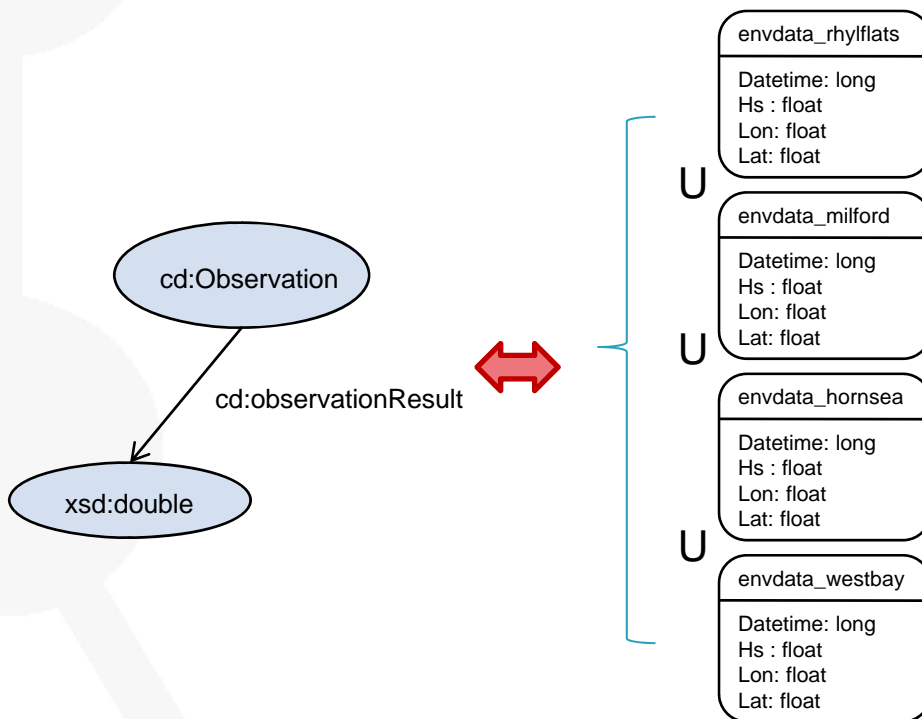 cd:Observation
cd:observationResult
xsd:double
envdata_rhylflats
Datetime: long
Hs : float
Lon: float
Lat: float
U
envdata_milford
Datetime: long
Hs : float
Lon: float
Lat: float
U
envdata_hornsea
Datetime: long
Hs : float
Lon: float
Lat: float
U
envdata_westbay
Datetime: long
Hs : float
Lon: float
Lat: float